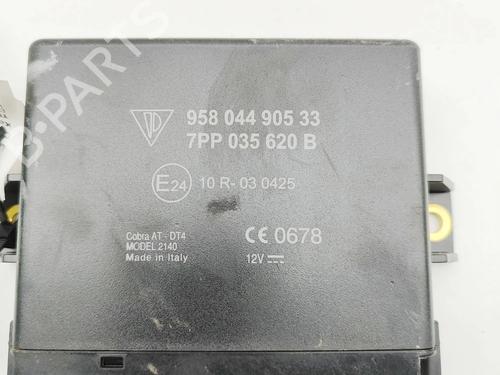 B-PARTS
958 044 905 33
7PP 035 620 B
E24 10 R- 03 0425
Cobra AT - DT4
MODEL 2140
Made in Italy
CE 0678
12V